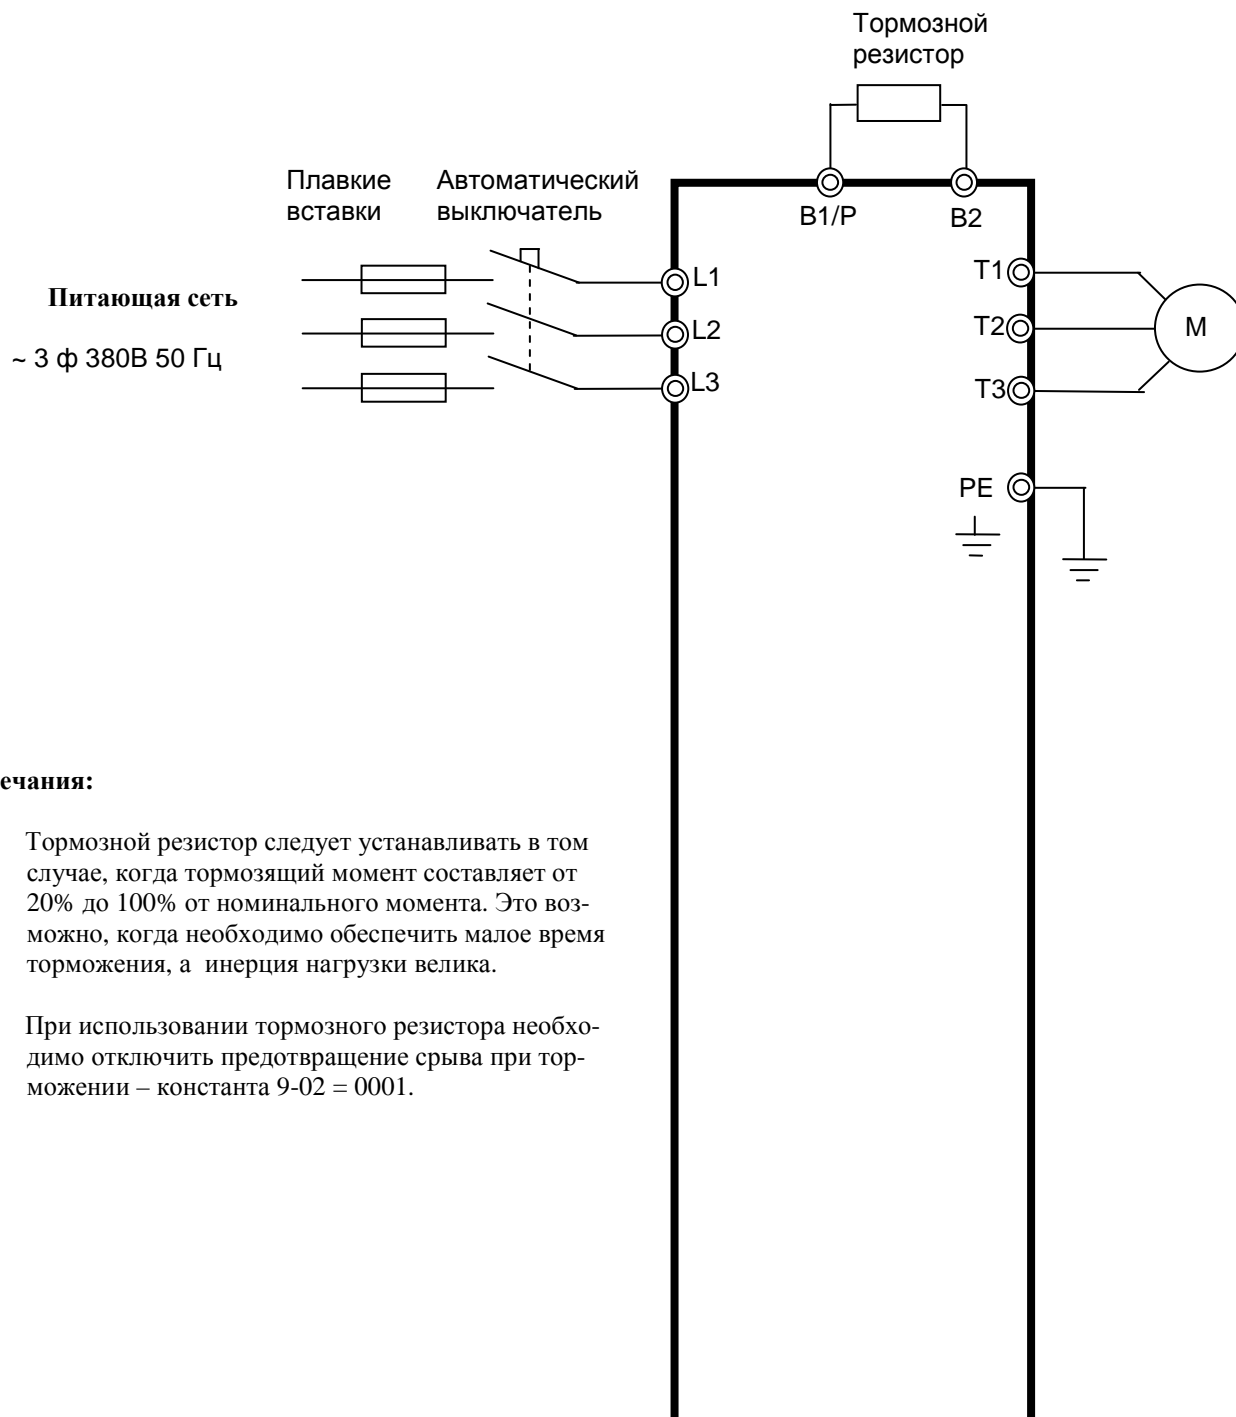 Тормозной
резистор
Плавкие
вставки
Автоматический
выключатель
B1/P
B2
Питающая сеть
~ 3 ф 380В 50 Гц
L1
L2
L3
T1
T2
T3
M
PE
ечания:
Тормозной резистор следует устанавливать в том
случае, когда тормозящий момент составляет от
20% до 100% от номинального момента. Это воз-
можно, когда необходимо обеспечить малое время
торможения, а  инерция нагрузки велика.
При использовании тормозного резистора необхо-
димо отключить предотвращение срыва при тор-
можении – константа 9-02 = 0001.